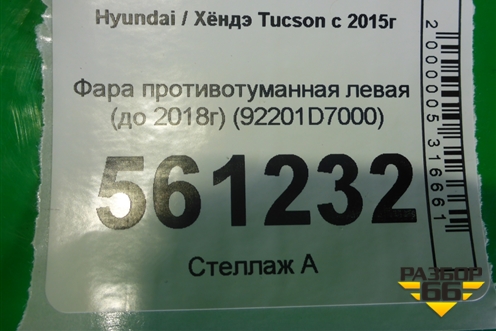 Hyundai / Хёндэ Tucson с 2015г
Фара противотуманная левая
(до 2018г) (92201D7000)
561232
Стеллаж А
2000005316661
РАЗБОР
66